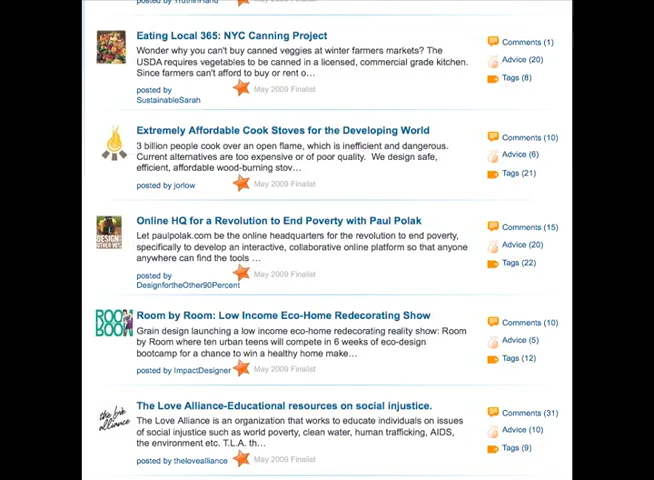 posted by TruthinHand
May 2009 Finalist
Eating Local 365: NYC Canning Project
Comments (1)
Wonder why you can't buy canned veggies at winter farmers markets? The
Advice (20)
USDA requires vegetables to be canned in a licensed, commercial grade kitchen.
Since farmers can't afford to buy or rent o...
Tags (8)
posted by
May 2009 Finalist
SustainableSarah
Extremely Affordable Cook Stoves for the Developing World
Comments (10)
3 billion people cook over an open flame, which is inefficient and dangerous.
Advice (6)
Current alternatives are too expensive or of poor quality. We design safe,
efficient, affordable wood-burning stov...
Tags (21)
posted by jorlow
May 2009 Finalist
Online HQ for a Revolution to End Poverty with Paul Polak
Comments (15)
Let paulpolak.com be the online headquarters for the revolution to end poverty,
DESIGN
Advice (20)
specifically to develop an interactive, collaborative online platform so that anyone
anywhere can find the tools ...
Tags (22)
posted by
May 2009 Finalist
DesignfortheOther90Percent
Room by Room: Low Income Eco-Home Redecorating Show
ROOM
Comments (10)
Grain design launching a low income eco-home redecorating reality show: Room
Advice (5)
by Room where ten urban teens will compete in 6 weeks of eco-design
bootcamp for a chance to win a healthy home make...
Tags (12)
posted by ImpactDesigner
May 2009 Finalist
The Love Alliance-Educational resources on social injustice.
the love
alliance
Comments (31)
The Love Alliance is an organization that works to educate individuals on issues
Advice (10)
of social injustice such as world poverty, clean water, human trafficking, AIDS,
the environment etc. T.L.A. th...
Tags (9)
posted by thelovealliance
May 2009 Finalist